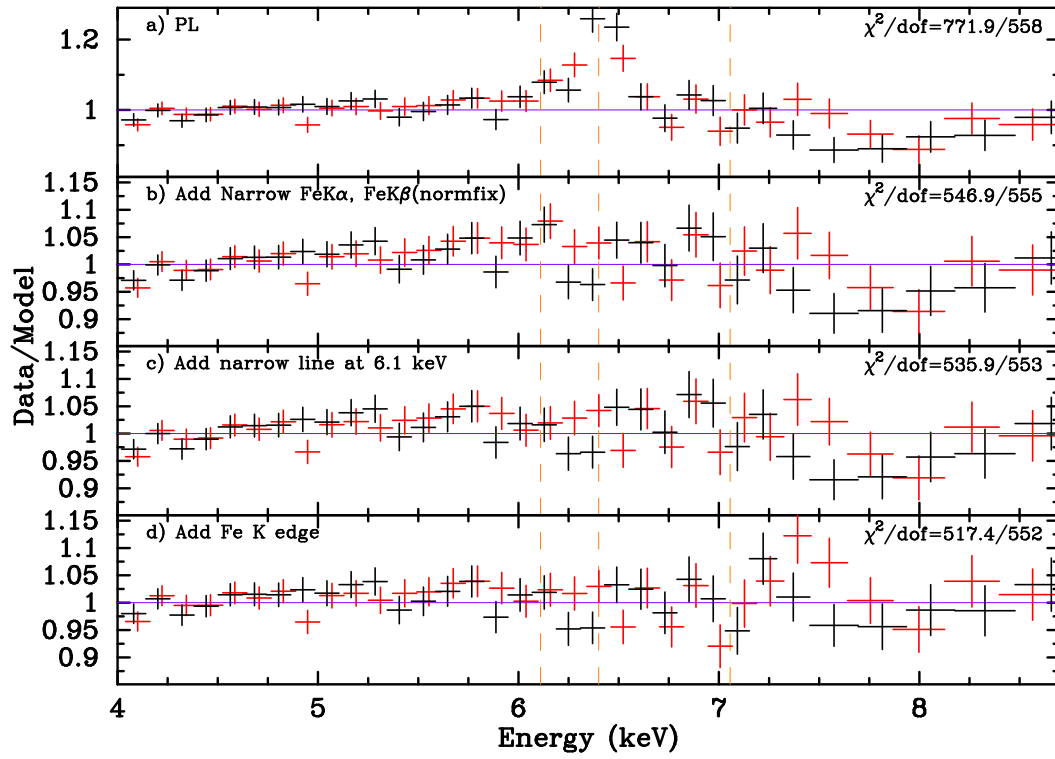 a) PL
χ²/dof=771.9/558
1.2
1
b) Add Narrow FeKα, FeKβ(normfix)
χ²/dof=546.9/555
1.15
1.1
1.05
1
0.95
0.9
c) Add narrow line at 6.1 keV
χ²/dof=535.9/553
1.15
1.1
1.05
1
0.95
0.9
d) Add Fe K edge
χ²/dof=517.4/552
1.15
1.1
1.05
1
0.95
0.9
Data/Model
4 5 6 7 8
Energy (keV)